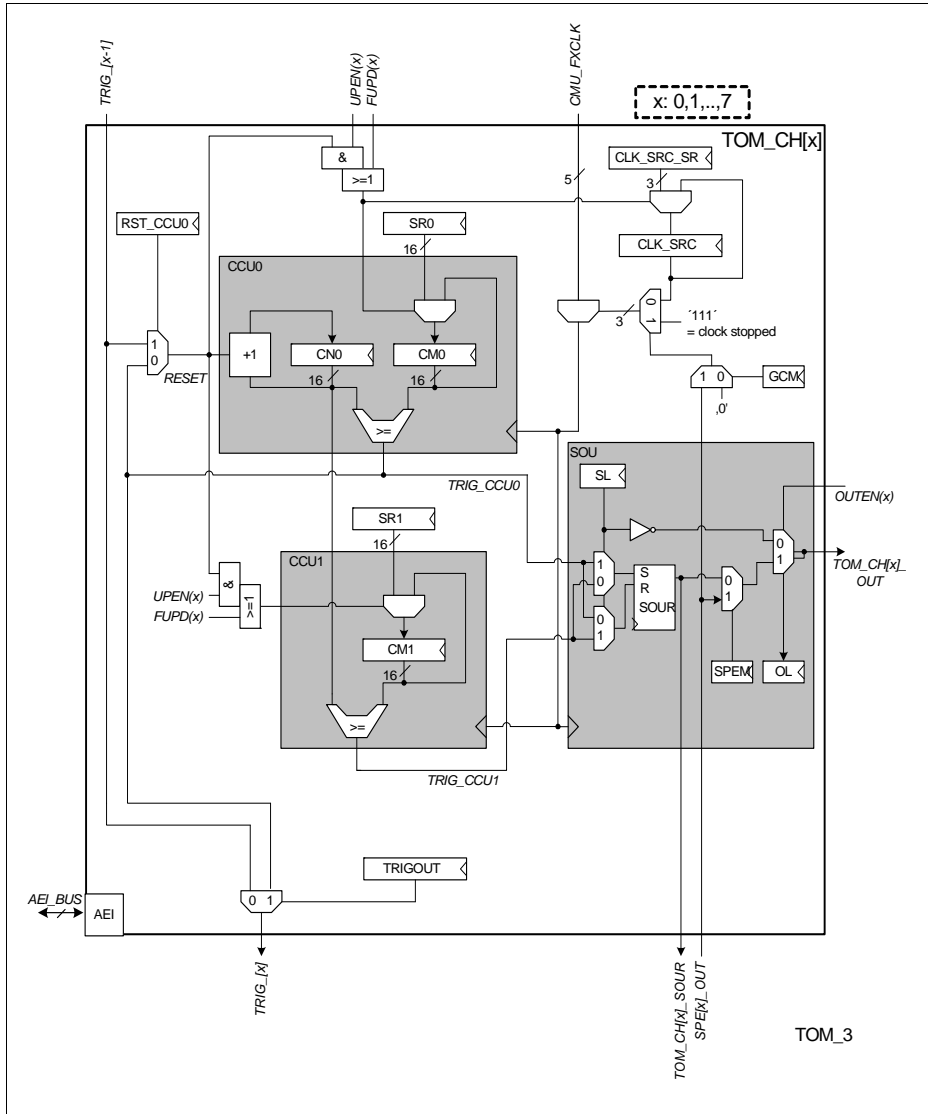 TRIG_[x-1]
UPEN(x)
FUPD(x)
CMU_FXCLK
x: 0,1,..,7
TOM_CH[x]
&
>=1
5
CLK_SRC_SR
3
RST_CCU0
SR0
16
CLK_SRC
CCU0
0
1
3
´111´
= clock stopped
1
0
+1
CN0
CM0
RESET
16
16
1 0
GCM
‚0'
>=
SOU
TRIG_CCU0
SL
OUTEN(x)
SR1
16
0
1
TOM_CH[x]_
OUT
CCU1
1
0
S
R
SOUR
0
1
&
>=1
UPEN(x)
FUPD(x)
0
1
CM1
16
SPEM
OL
>=
TRIG_CCU1
TRIGOUT
AEI_BUS
AEI
0 1
TRIG_[x]
TOM_CH[x]_SOUR
SPE[x]_OUT
TOM_3